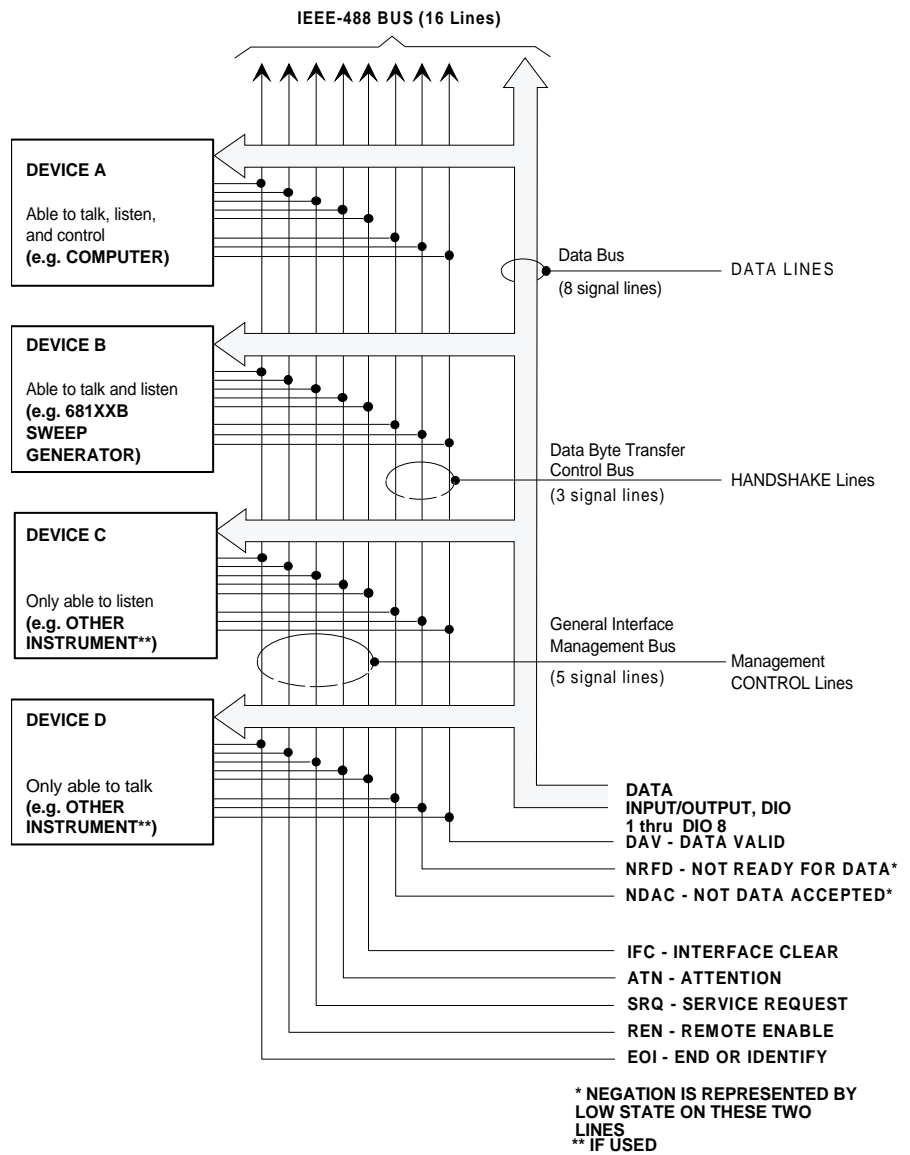 IEEE-488 BUS (16 Lines)
DEVICE A
Able to talk, listen,
and control
(e.g. COMPUTER)
Data Bus
(8 signal lines)
DATA LINES
DEVICE B
Able to talk and listen
(e.g. 681XXB
SWEEP
GENERATOR)
Data Byte Transfer
Control Bus
(3 signal lines)
HANDSHAKE Lines
DEVICE C
Only able to listen
(e.g. OTHER
INSTRUMENT**)
General Interface
Management Bus
(5 signal lines)
Management
CONTROL Lines
DEVICE D
Only able to talk
(e.g. OTHER
INSTRUMENT**)
DATA
INPUT/OUTPUT, DIO
1 thru DIO 8
DAV - DATA VALID
NRFD - NOT READY FOR DATA*
NDAC - NOT DATA ACCEPTED*
IFC - INTERFACE CLEAR
ATN - ATTENTION
SRQ - SERVICE REQUEST
REN - REMOTE ENABLE
EOI - END OR IDENTIFY
* NEGATION IS REPRESENTED BY
LOW STATE ON THESE TWO
LINES
** IF USED